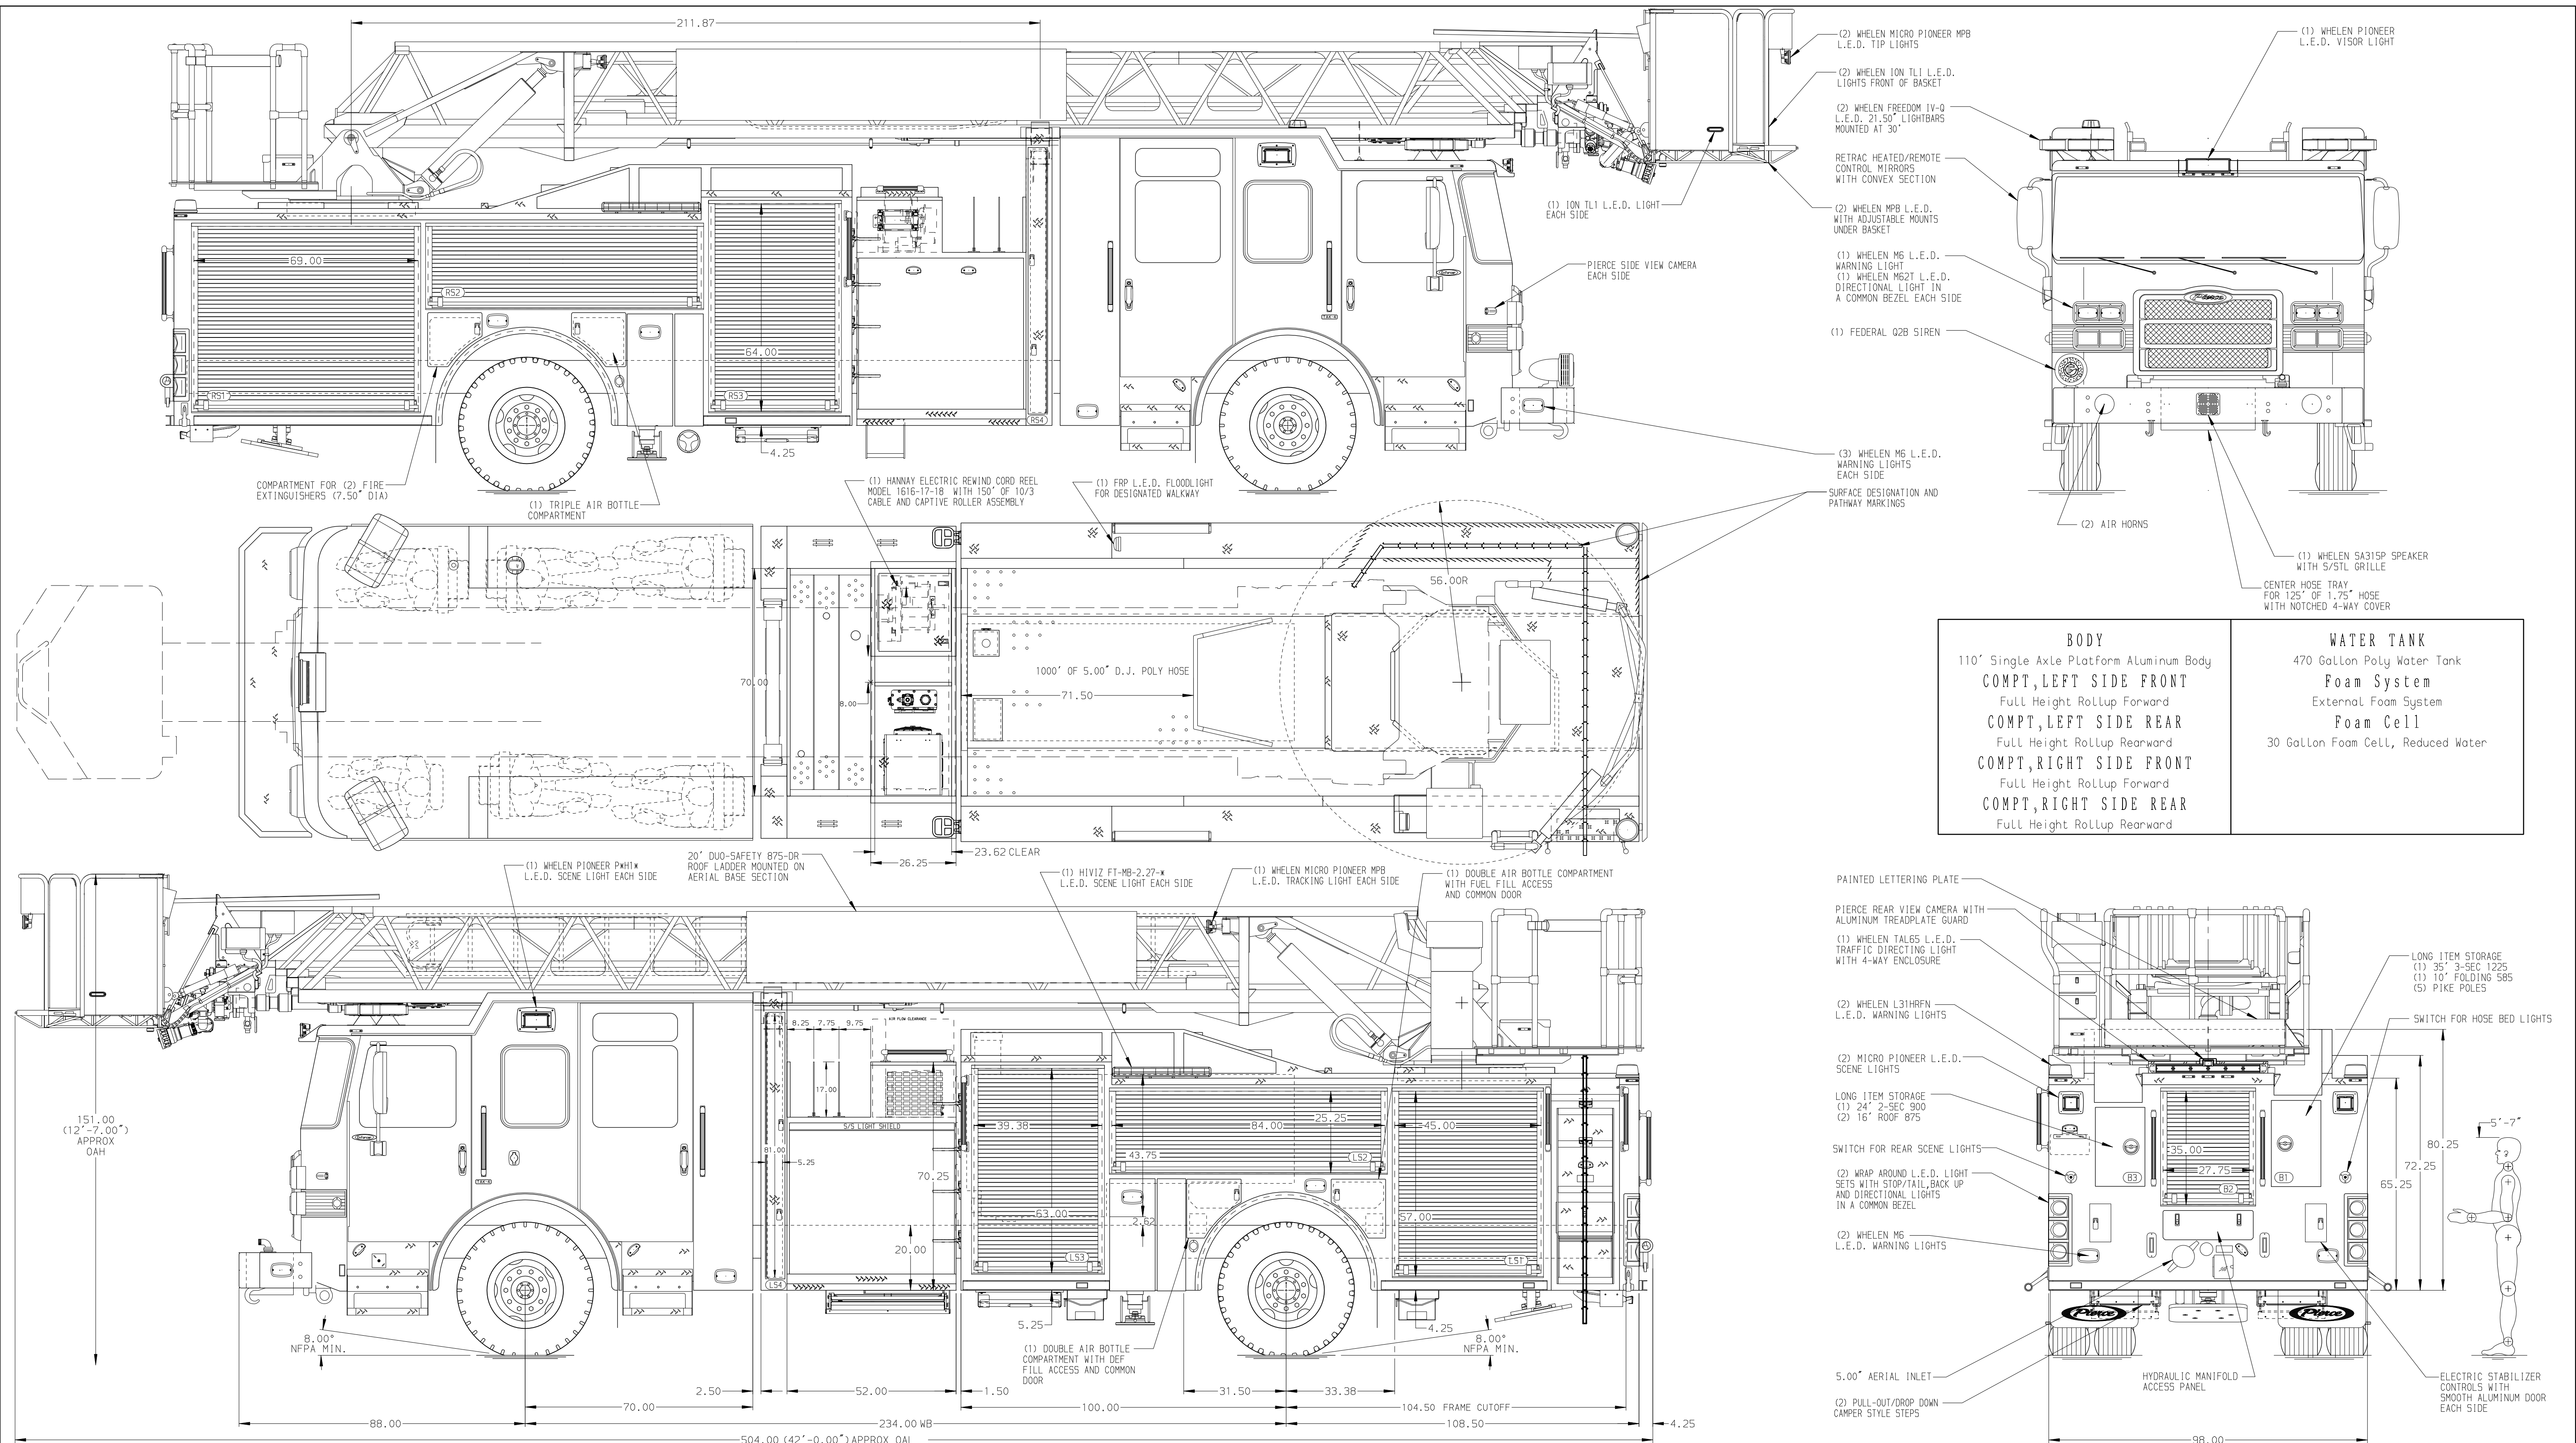 211.87
(2) WHELEN MICRO PIONEER MPB
L.E.D. TIP LIGHTS
(2) WHELEN ION TLI L.E.D.
LIGHTS FRONT OF BASKET
(2) WHELEN FREEDOM IV-Q
L.E.D. 21.50" LIGHTBARS
MOUNTED AT 30°
RETRAC HEATED/REMOTE
CONTROL MIRRORS
WITH CONVEX SECTION
(1) ION TL1 L.E.D. LIGHT
EACH SIDE
(2) WHELEN MPB L.E.D.
WITH ADJUSTABLE MOUNTS
UNDER BASKET
PIERCE SIDE VIEW CAMERA
EACH SIDE
(1) WHELEN M6 L.E.D.
WARNING LIGHT
(1) WHELEN M62T L.E.D.
DIRECTIONAL LIGHT IN
A COMMON BEZEL EACH SIDE
(1) FEDERAL Q2B SIREN
(1) WHELEN PIONEER
L.E.D. VISOR LIGHT
Pierce
69.00
RS2
RS1
64.00
RS3
RS4
TAK-4
4.25
COMPARTMENT FOR (2) FIRE
EXTINGUISHERS (7.50" DIA)
(1) TRIPLE AIR BOTTLE
COMPARTMENT
(1) HANNAY ELECTRIC REWIND CORD REEL
MODEL 1616-17-18 WITH 150' OF 10/3
CABLE AND CAPTIVE ROLLER ASSEMBLY
(1) FRP L.E.D. FLOODLIGHT
FOR DESIGNATED WALKWAY
(3) WHELEN M6 L.E.D.
WARNING LIGHTS
EACH SIDE
SURFACE DESIGNATION AND
PATHWAY MARKINGS
(2) AIR HORNS
(1) WHELEN SA315P SPEAKER
WITH S/STL GRILLE
CENTER HOSE TRAY
FOR 125' OF 1.75" HOSE
WITH NOTCHED 4-WAY COVER
56.00R
70.00
8.00
1000' OF 5.00" D.J. POLY HOSE
71.50
23.62 CLEAR
26.25
BODY
110' Single Axle Platform Aluminum Body
COMPT,LEFT SIDE FRONT
Full Height Rollup Forward
COMPT,LEFT SIDE REAR
Full Height Rollup Rearward
COMPT,RIGHT SIDE FRONT
Full Height Rollup Forward
COMPT,RIGHT SIDE REAR
Full Height Rollup Rearward
WATER TANK
470 Gallon Poly Water Tank
Foam System
External Foam System
Foam Cell
30 Gallon Foam Cell, Reduced Water
(1) WHELEN PIONEER P*H1*
L.E.D. SCENE LIGHT EACH SIDE
20' DUO-SAFETY 875-DR
ROOF LADDER MOUNTED ON
AERIAL BASE SECTION
(1) HIVIZ FT-MB-2.27-*
L.E.D. SCENE LIGHT EACH SIDE
(1) WHELEN MICRO PIONEER MPB
L.E.D. TRACKING LIGHT EACH SIDE
(1) DOUBLE AIR BOTTLE COMPARTMENT
WITH FUEL FILL ACCESS
AND COMMON DOOR
151.00
(12'-7.00")
APPROX
OAH
TAK-4
8.25
7.75
9.75
AIR FLOW CLEARANCE
17.00
S/S LIGHT SHIELD
81.00
5.25
70.25
20.00
LS4
39.38
63.00
LS3
43.75
2.62
84.00
25.25
LS2
45.00
57.00
LS1
5.25
4.25
8.00°
NFPA MIN.
8.00°
NFPA MIN.
(1) DOUBLE AIR BOTTLE
COMPARTMENT WITH DEF
FILL ACCESS AND COMMON
DOOR
2.50
52.00
1.50
31.50
33.38
70.00
100.00
104.50 FRAME CUTOFF
88.00
234.00 WB
108.50
4.25
504.00 (42'-0.00") APPROX OAL
PAINTED LETTERING PLATE
PIERCE REAR VIEW CAMERA WITH
ALUMINUM TREADPLATE GUARD
(1) WHELEN TAL65 L.E.D.
TRAFFIC DIRECTING LIGHT
WITH 4-WAY ENCLOSURE
(2) WHELEN L31HRFN
L.E.D. WARNING LIGHTS
(2) MICRO PIONEER L.E.D.
SCENE LIGHTS
LONG ITEM STORAGE
(1) 24' 2-SEC 900
(2) 16' ROOF 875
SWITCH FOR REAR SCENE LIGHTS
(2) WRAP AROUND L.E.D. LIGHT
SETS WITH STOP/TAIL,BACK UP
AND DIRECTIONAL LIGHTS
IN A COMMON BEZEL
(2) WHELEN M6
L.E.D. WARNING LIGHTS
5.00" AERIAL INLET
(2) PULL-OUT/DROP DOWN
CAMPER STYLE STEPS
HYDRAULIC MANIFOLD
ACCESS PANEL
LONG ITEM STORAGE
(1) 35' 3-SEC 1225
(1) 10' FOLDING 585
(5) PIKE POLES
SWITCH FOR HOSE BED LIGHTS
5'-7"
80.25
72.25
65.25
35.00
27.75
B3
B2
B1
Pierce
Pierce
ELECTRIC STABILIZER
CONTROLS WITH
SMOOTH ALUMINUM DOOR
EACH SIDE
98.00